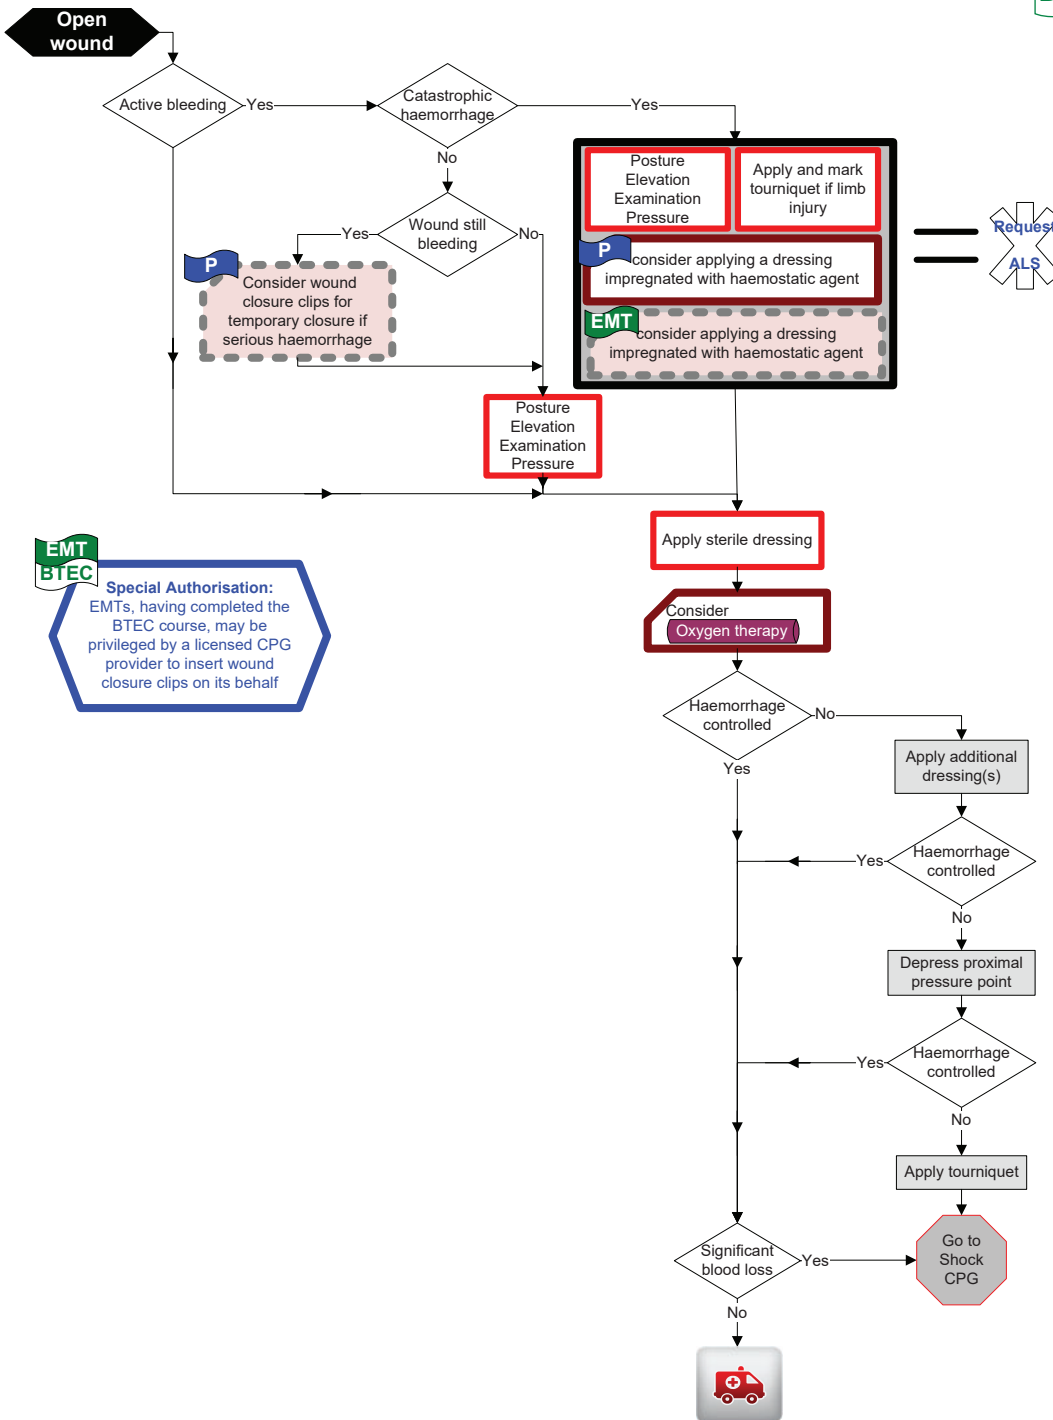 Open
wound
Active bleeding
Yes
Catastrophic
haemorrhage
Yes
No
Wound still
bleeding
Yes
No
P
Consider wound
closure clips for
temporary closure if
serious haemorrhage
Posture
Elevation
Examination
Pressure
Apply and mark
tourniquet if limb
injury
P
consider applying a dressing
impregnated with haemostatic agent
EMT
consider applying a dressing
impregnated with haemostatic agent
Request
ALS
Posture
Elevation
Examination
Pressure
Apply sterile dressing
EMT
BTEC
Special Authorisation:
EMTs, having completed the
BTEC course, may be
privileged by a licensed CPG
provider to insert wound
closure clips on its behalf
Consider
Oxygen therapy
Haemorrhage
controlled
No
Yes
Apply additional
dressing(s)
Haemorrhage
controlled
Yes
No
Depress proximal
pressure point
Haemorrhage
controlled
Yes
No
Apply tourniquet
Significant
blood loss
Yes
Go to
Shock
CPG
No